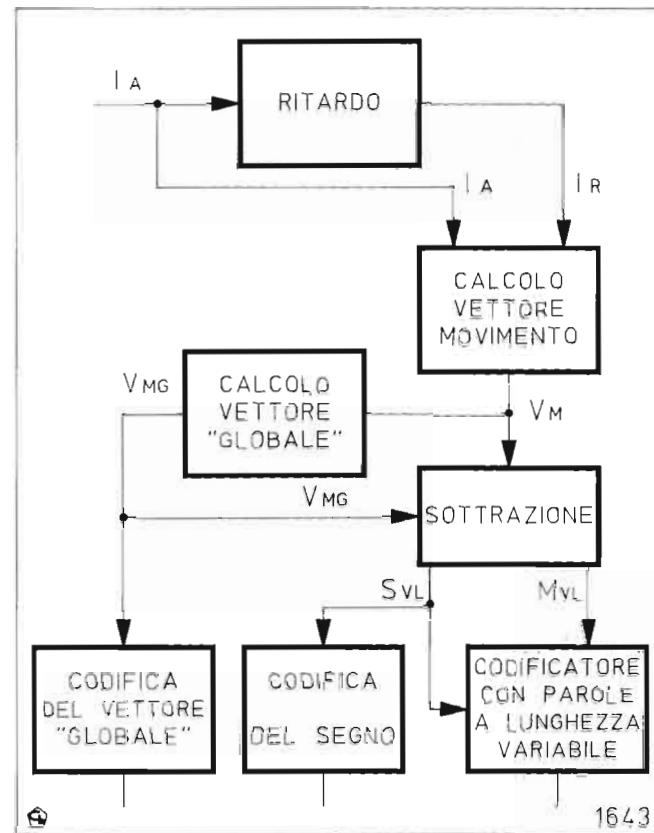 I A
RITARDO
I A
I R
CALCOLO
VETTORE
MOVIMENTO
V MG
CALCOLO
VETTORE
"GLOBALE"
V M
V MG
SOTTRAZIONE
S VL
M VL
CODIFICA
DEL VETTORE
"GLOBALE"
CODIFICA
DEL SEGNO
CODIFICATORE
CON PAROLE
A LUNGHEZZA
VARIABILE
1643